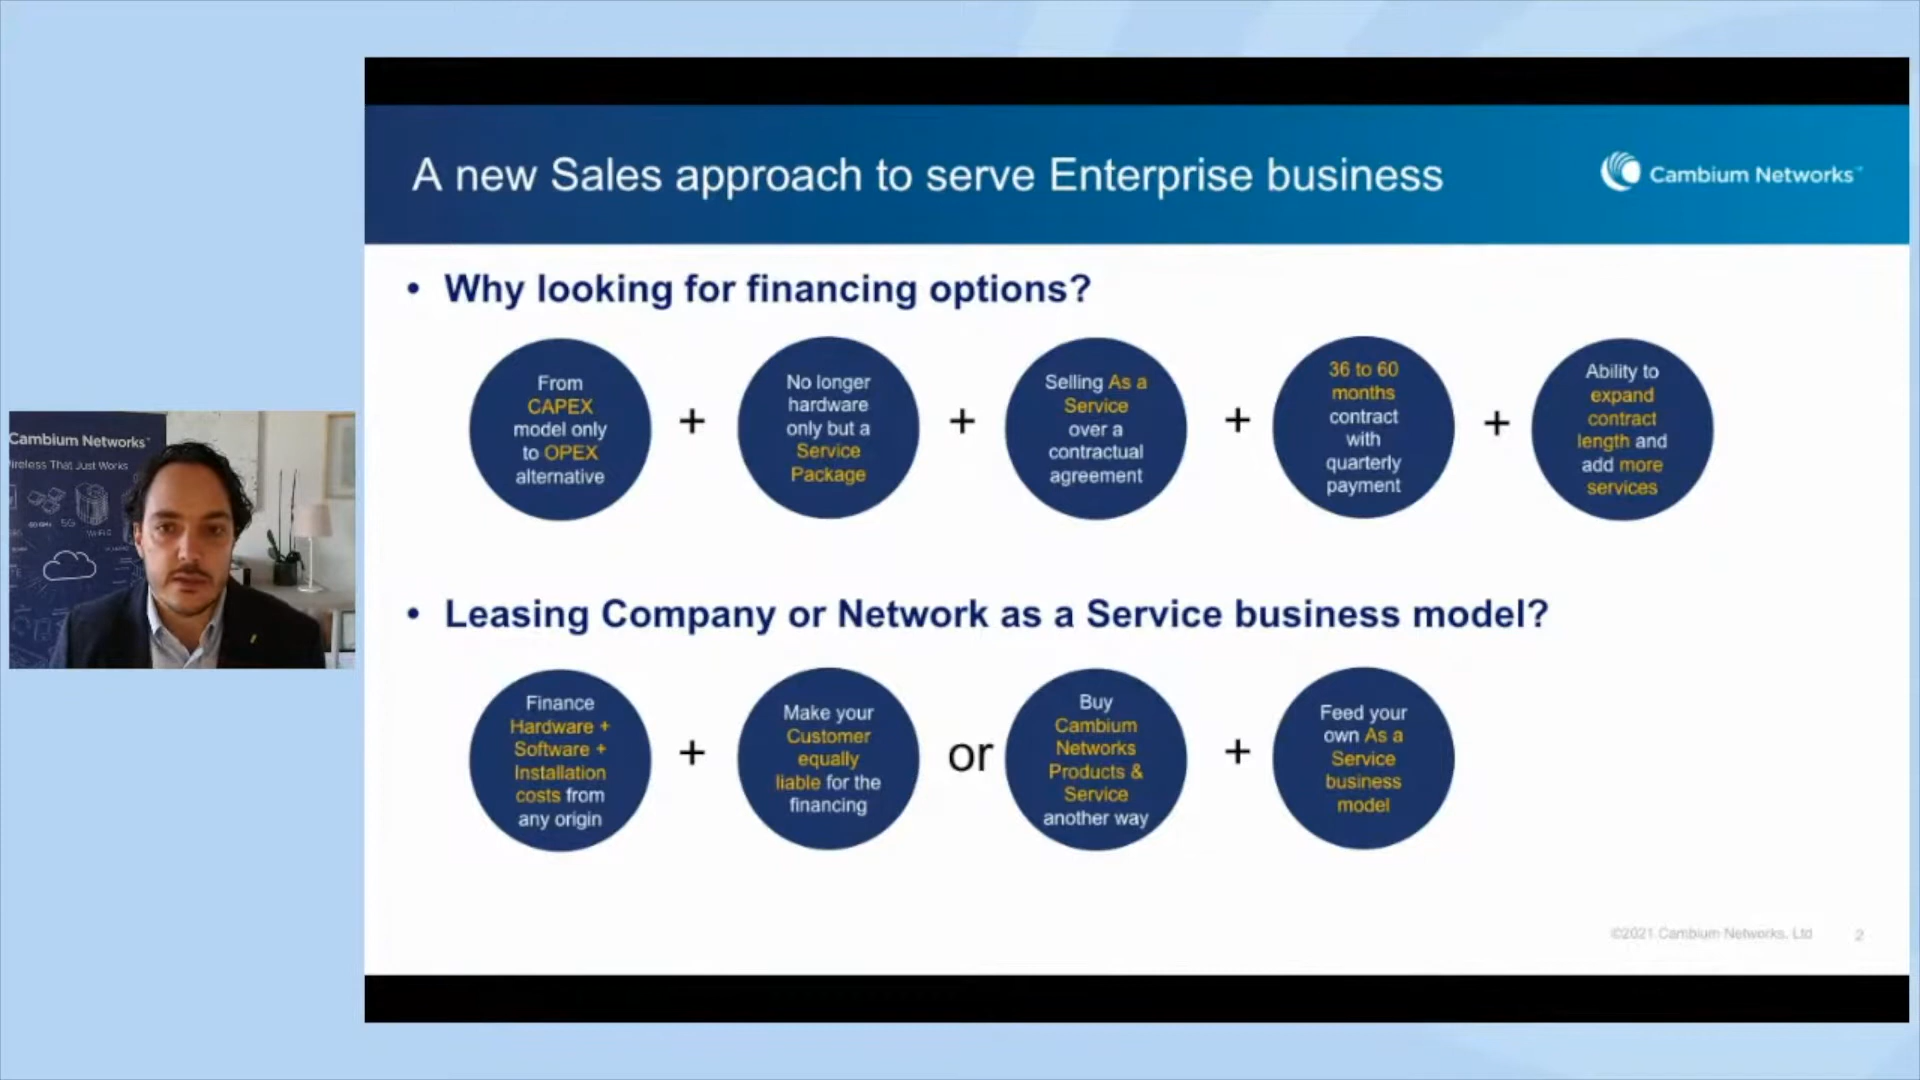 A new Sales approach to serve Enterprise business
Cambium Networks™
• Why looking for financing options?
From
CAPEX
model only
to OPEX
alternative
+
No longer
hardware
only but a
Service
Package
+
Selling As a
Service
over a
contractual
agreement
+
36 to 60
months
contract
with
quarterly
payment
+
Ability to
expand
contract
length and
add more
services
• Leasing Company or Network as a Service business model?
Finance
Hardware +
Software +
Installation
costs from
any origin
+
Make your
Customer
equally
liable for the
financing
or
Buy
Cambium
Networks
Products &
Service
another way
+
Feed your
own As a
Service
business
model
©2021 Cambium Networks, Ltd
2
Cambium Networks™
ireless That Just Works
5G